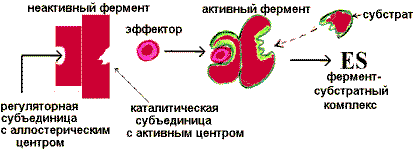 неактивный фермент
активный фермент
эффектор
субстрат
ES
фермент-
субстратный
комплекс
регуляторная
субъединица
с аллостерическим
центром
каталитическая
субъединица
с активным центром